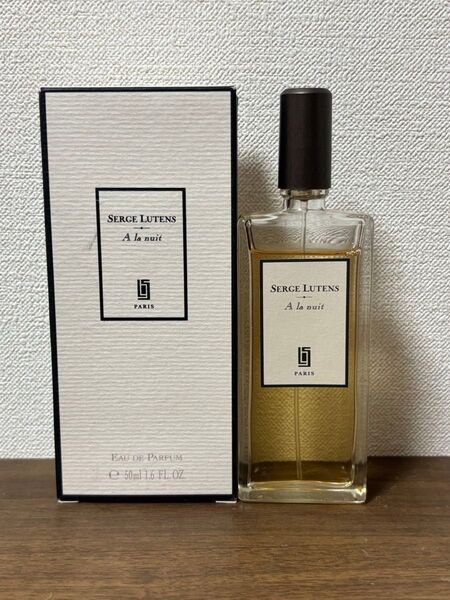 SERGE LUTENS
A la nuit
PARIS
EAU DE PARFUM
℮ 50ml 1.6 FL.OZ.
SERGE LUTENS
A la nuit
PARIS